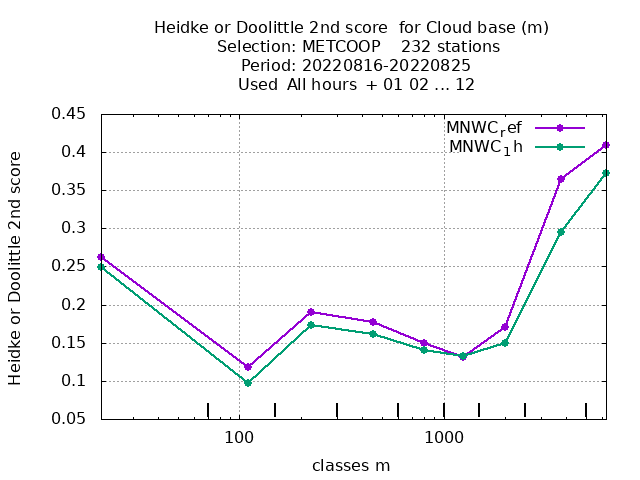 Heidke or Doolittle 2nd score  for Cloud base (m)
Selection: METCOOP    232 stations
Period: 20220816-20220825
Used  All hours  + 01 02 ... 12
MNWC_ref
MNWC_1h
0.45
0.4
0.35
0.3
0.25
0.2
0.15
0.1
0.05
Heidke or Doolittle 2nd score
100
1000
classes m